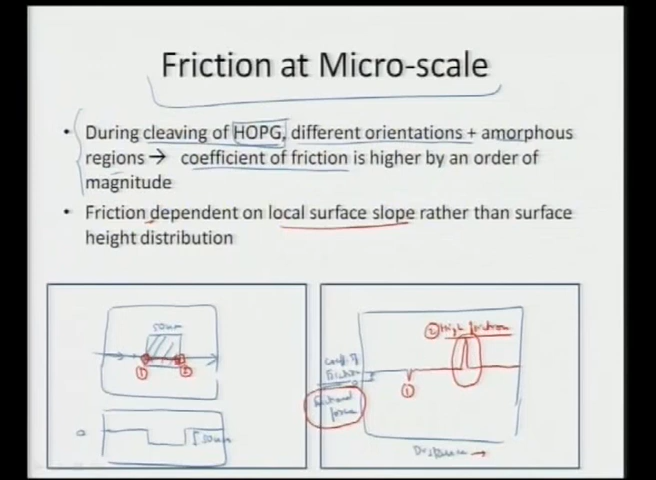 Friction at Micro-scale
• During cleaving of HOPG, different orientations + amorphous
regions → coefficient of friction is higher by an order of
magnitude
• Friction dependent on local surface slope rather than surface
height distribution
50um
① ②
50um
② High friction
Coeff. of
friction
①
frictional
force
Distance →